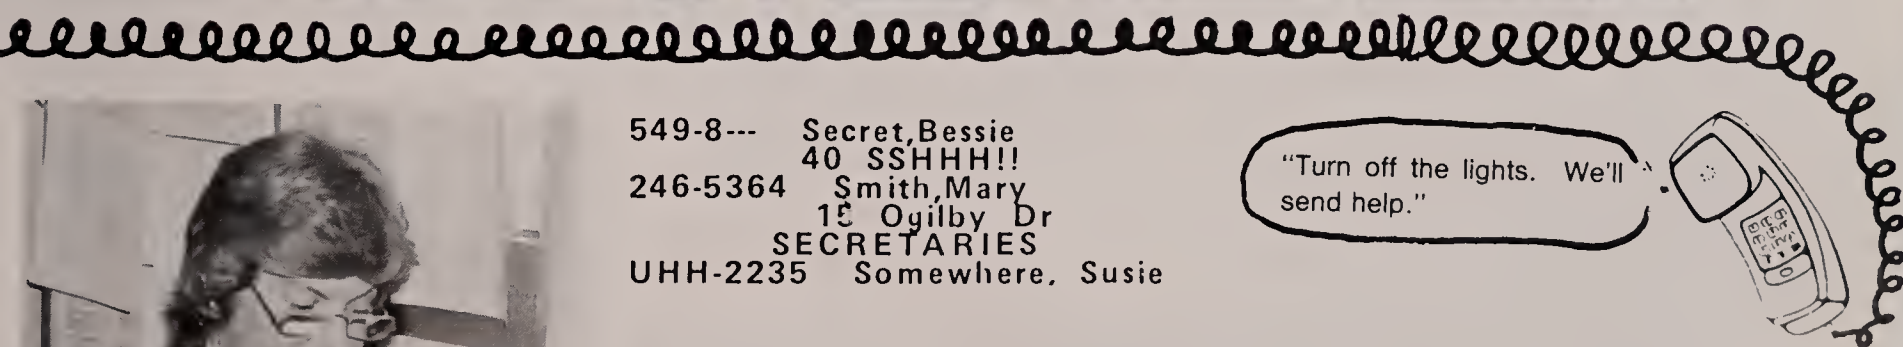 549-8--- Secret,Bessie
40 SSHHH!!
246-5364 Smith,Mary
Ogilby Dr
SECRETARIES
UHH-2235 Somewhere, Susie
"Turn off the lights. We'll
send help."